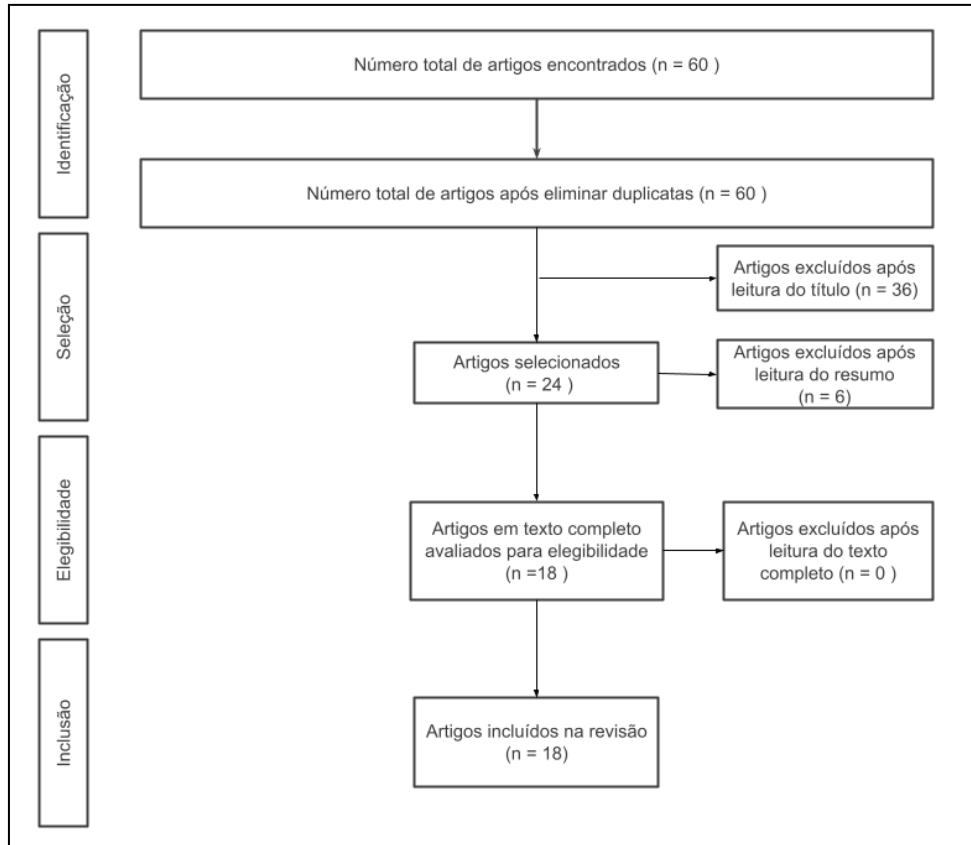 Identificação
Número total de artigos encontrados (n = 60 )
Número total de artigos após eliminar duplicatas (n = 60 )
Seleção
Artigos excluídos após
leitura do título (n = 36)
Artigos selecionados
(n = 24 )
Artigos excluídos após
leitura do resumo
(n = 6)
Elegibilidade
Artigos em texto completo
avaliados para elegibilidade
(n =18 )
Artigos excluídos após
leitura do texto
completo (n = 0 )
Inclusão
Artigos incluídos na revisão
(n = 18)